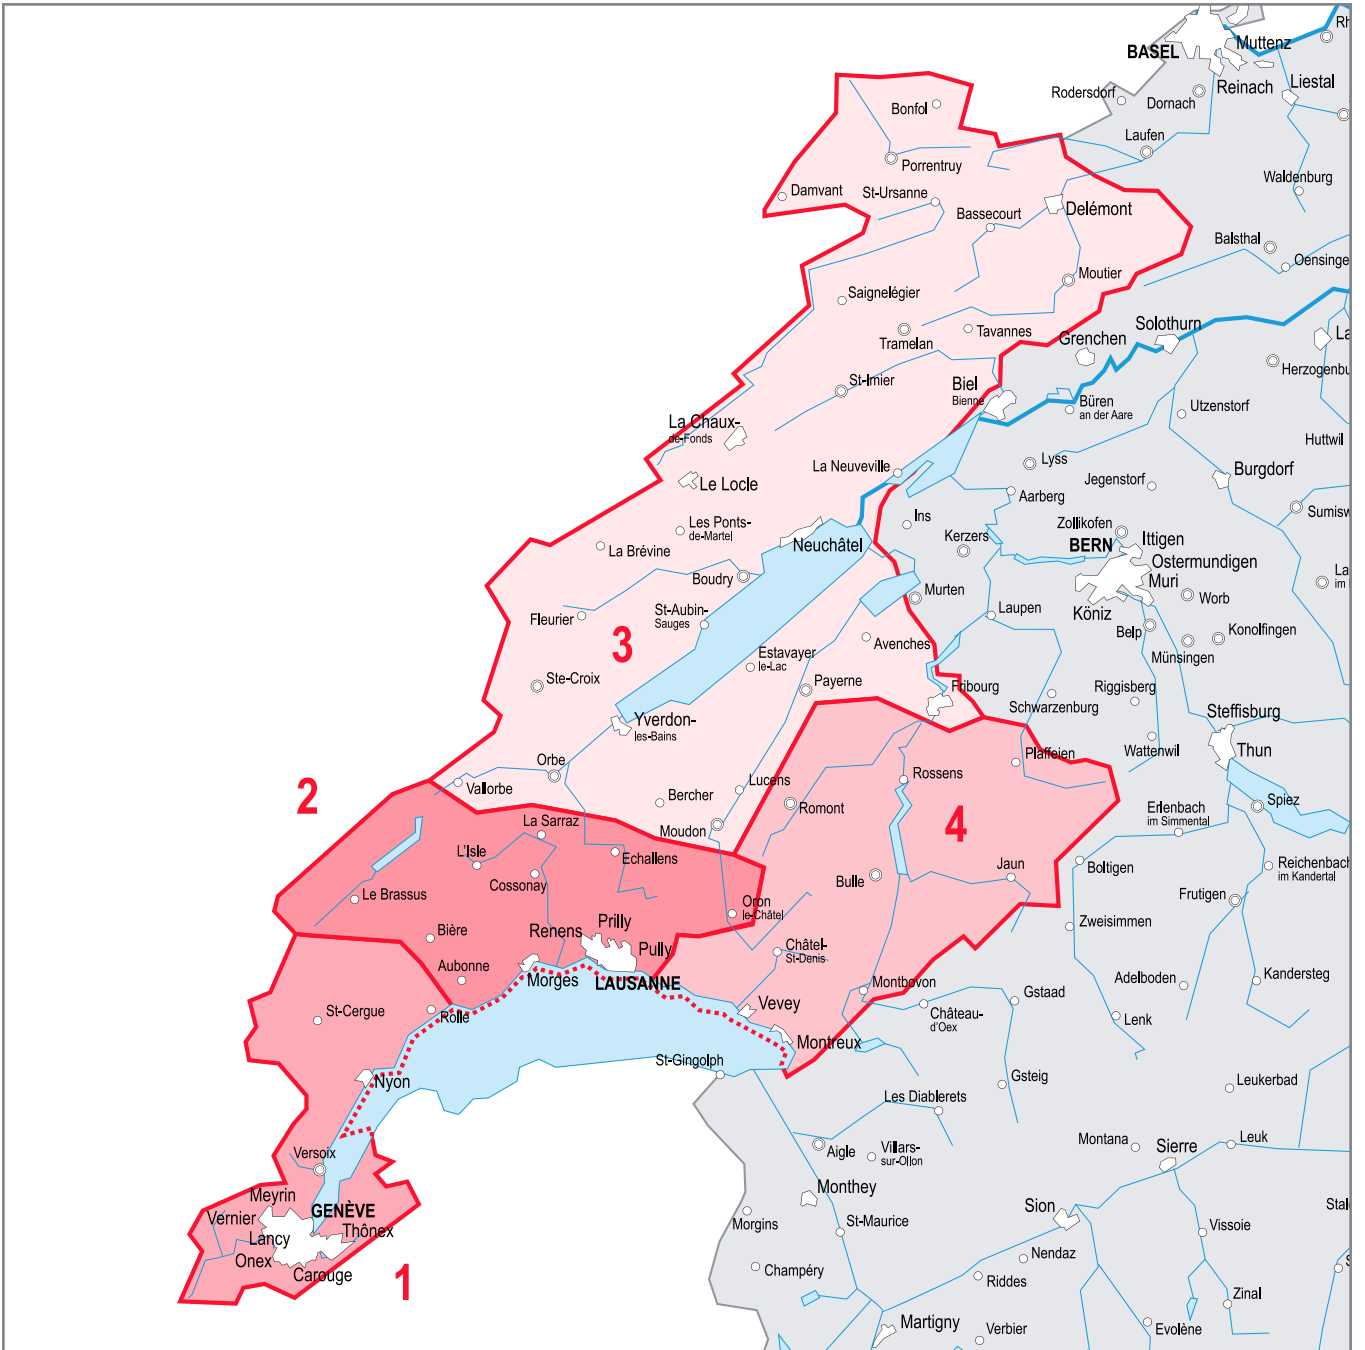 BASEL
Muttenz
Rh
Reinach
Liestal
Rodersdorf
Dornach
Bonfol
Laufen
Porrentruy
Waldenburg
Damvant
St-Ursanne
Bassecourt
Delémont
Balsthal
Oensinge
Moutier
Saignelégier
Tramelan
Tavannes
Grenchen
Solothurn
La
Herzogenbu
St-Imier
Biel
Bienne
Büren
an der Aare
Utzenstorf
La Chaux-
de-Fonds
Huttwil
La Neuveville
Lyss
Jegenstorf
Burgdorf
Le Locle
Aarberg
Sumisw
Les Ponts-
de-Martel
Ins
Kerzers
Zollikofen
BERN
Ittigen
La Brévine
Neuchâtel
Ostermundigen
Muri
La
im
Boudry
Murten
Köniz
Worb
Fleurier
St-Aubin-
Sauges
Laupen
Belp
Konolfingen
3
Avenches
Münsingen
Estavayer
le-Lac
Ste-Croix
Payerne
Fribourg
Schwarzenburg
Riggisberg
Steffisburg
Yverdon-
les-Bains
Wattenwil
Thun
Orbe
Plaffeien
Vallorbe
Lucens
Rossens
2
Bercher
Romont
Spiez
Erlenbach
im Simmental
La Sarraz
Moudon
4
L'Isle
Echallens
Jaun
Boltigen
Reichenbach
im Kandertal
Cossonay
Bulle
Le Brassus
Frutigen
Oron
le-Châtel
Prilly
Renens
Zweisimmen
Bière
Pully
Châtel-
St-Denis
Aubonne
Morges
LAUSANNE
Montbovon
Adelboden
Kandersteg
St-Cergue
Rolle
Vevey
Gstaad
Château-
d'Oex
Lenk
Montreux
St-Gingolph
Nyon
Gsteig
Leukerbad
Les Diablerets
Versoix
Aigle
Villars-
sur-Ollon
Montana
Sierre
Leuk
Meyrin
Monthey
Vernier
GENÈVE
Thônex
Sion
Stal
Morgins
St-Maurice
Vissoie
Lancy
Onex
Carouge
1
Nendaz
Champéry
Riddes
S
Zinal
Martigny
Verbier
Evolène